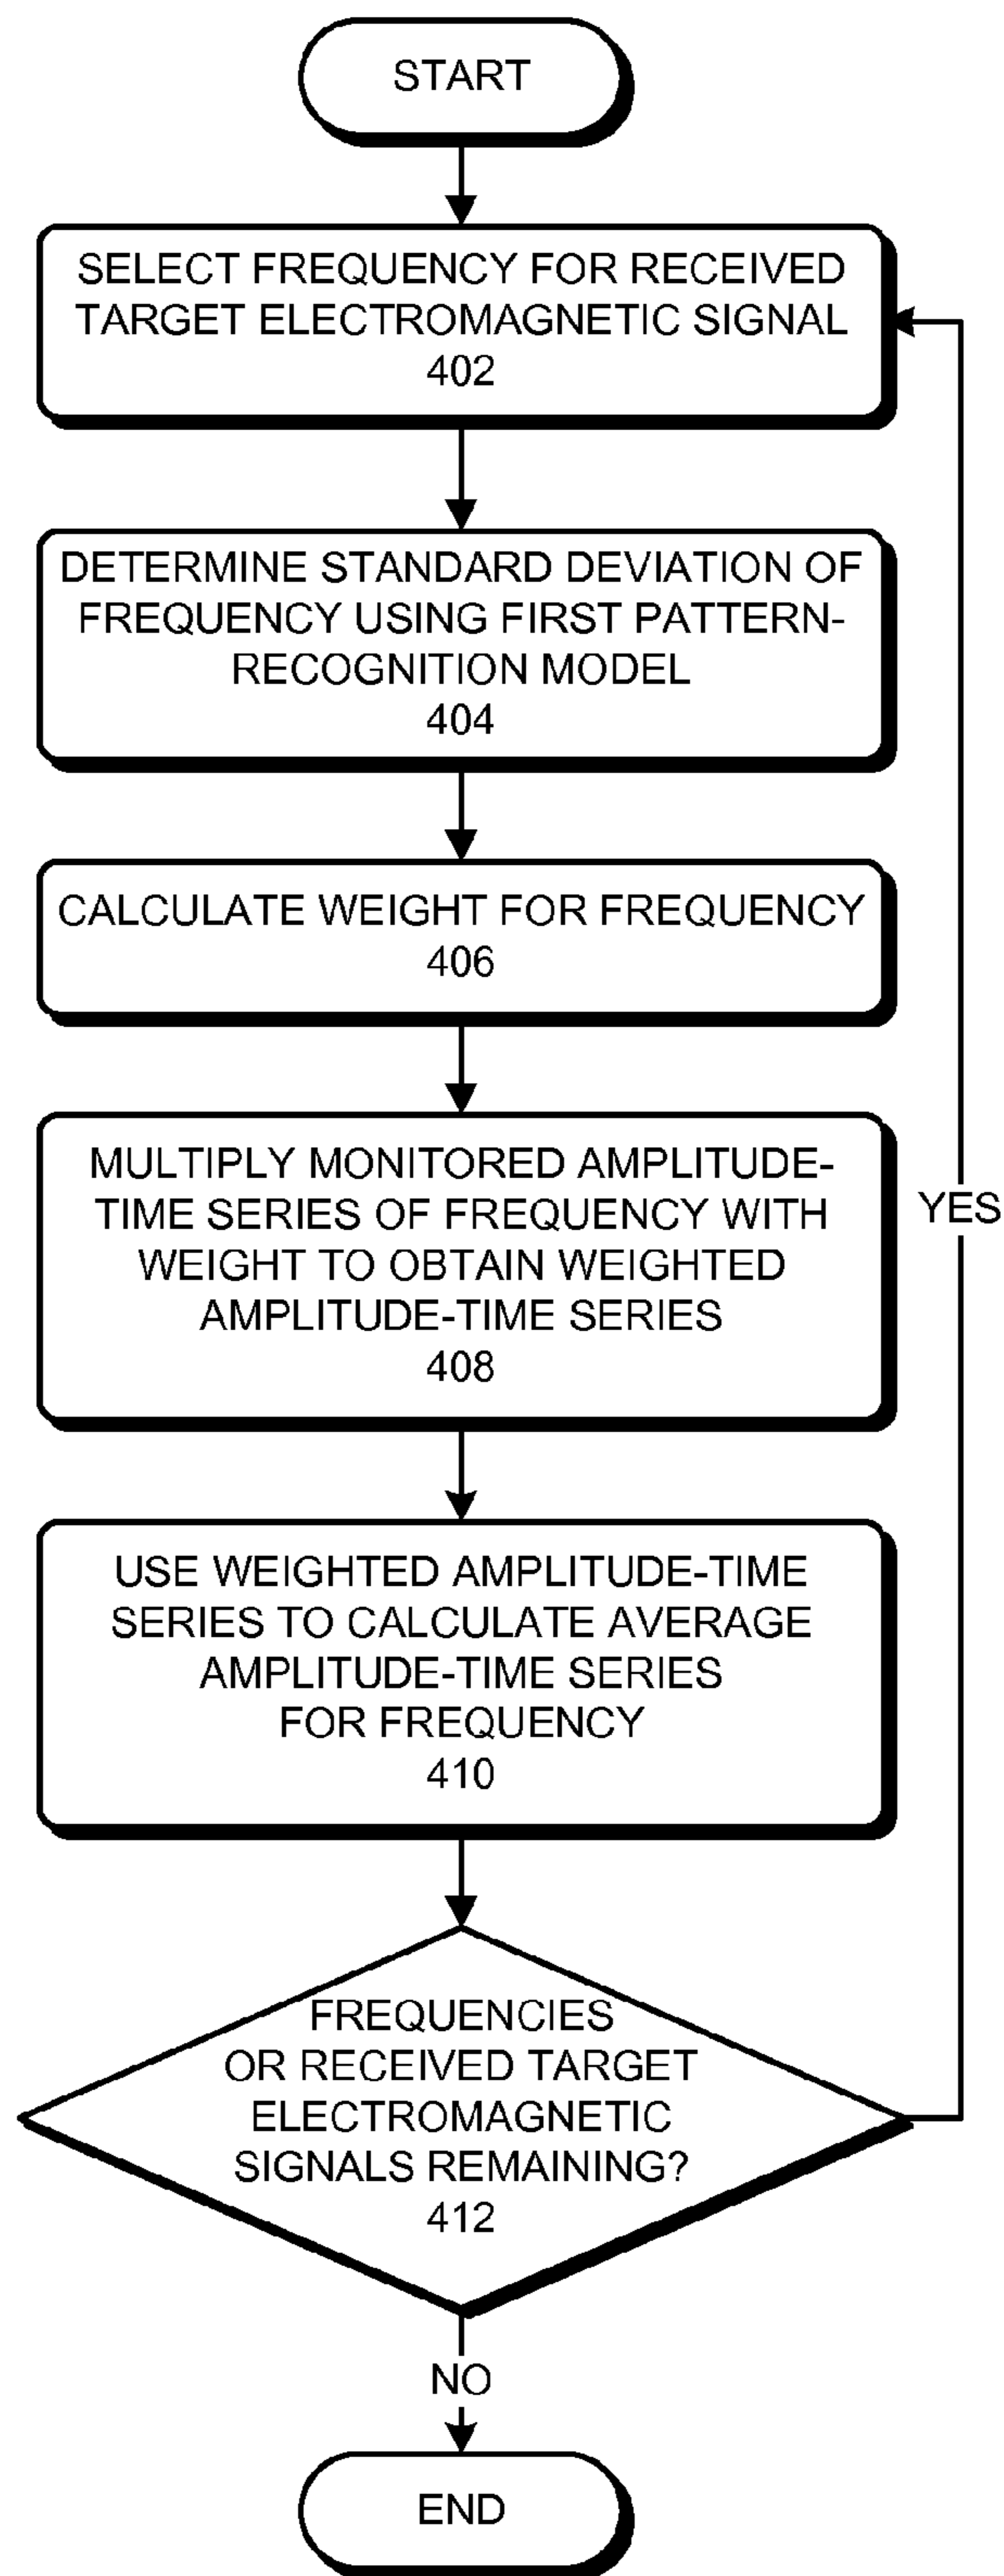 START
SELECT FREQUENCY FOR RECEIVED
TARGET ELECTROMAGNETIC SIGNAL
402
DETERMINE STANDARD DEVIATION OF
FREQUENCY USING FIRST PATTERN-
RECOGNITION MODEL
404
CALCULATE WEIGHT FOR FREQUENCY
406
MULTIPLY MONITORED AMPLITUDE-
TIME SERIES OF FREQUENCY WITH
WEIGHT TO OBTAIN WEIGHTED
AMPLITUDE-TIME SERIES
408
YES
USE WEIGHTED AMPLITUDE-TIME
SERIES TO CALCULATE AVERAGE
AMPLITUDE-TIME SERIES
FOR FREQUENCY
410
FREQUENCIES
OR RECEIVED TARGET
ELECTROMAGNETIC
SIGNALS REMAINING?
412
NO
END